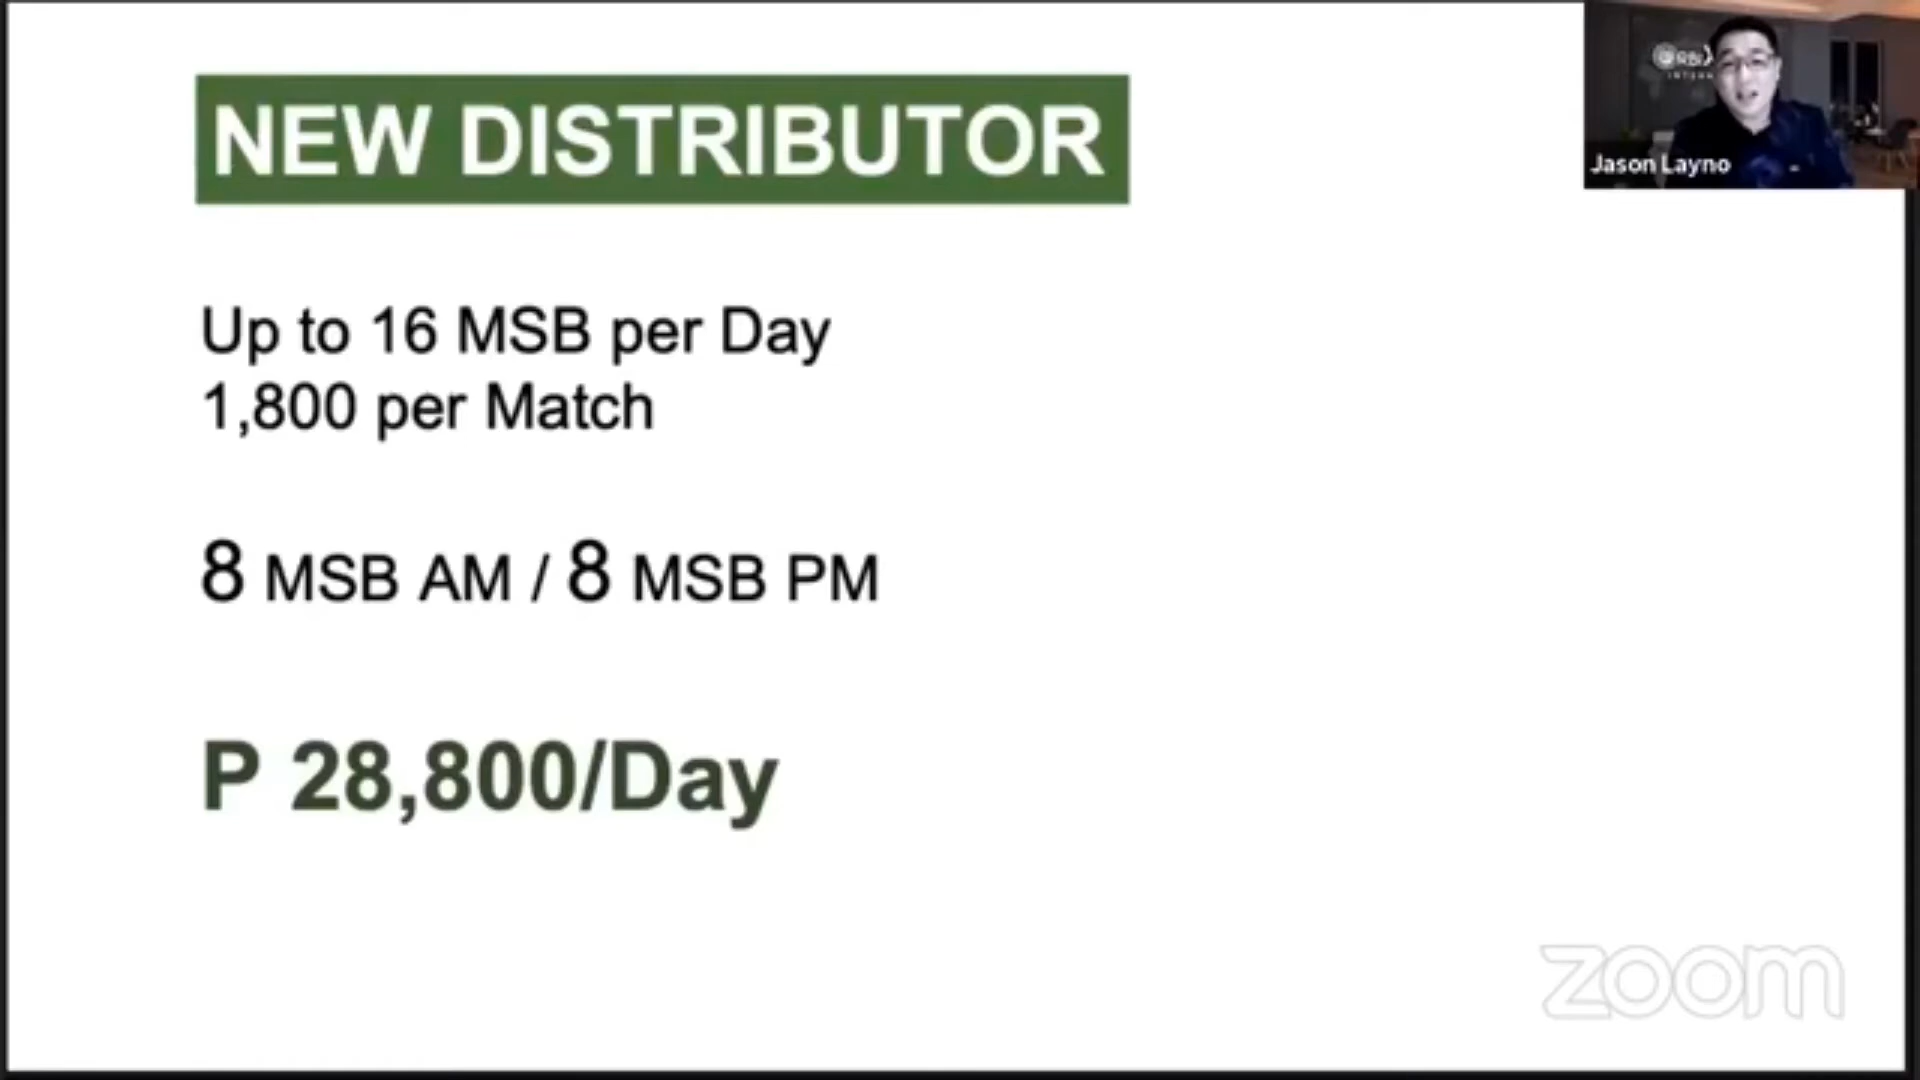 NEW DISTRIBUTOR
Jason Layno
Up to 16 MSB per Day
1,800 per Match
8 MSB AM / 8 MSB PM
P 28,800/Day
zoom